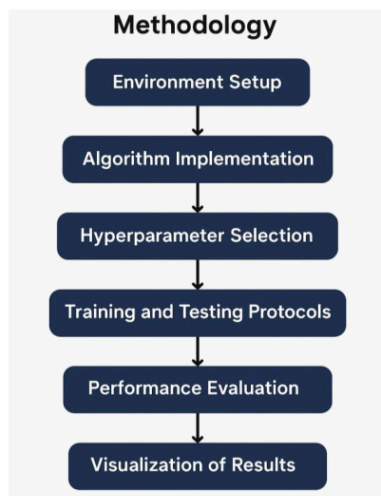 Methodology
Environment Setup
Algorithm Implementation
Hyperparameter Selection
Training and Testing Protocols
Performance Evaluation
Visualization of Results